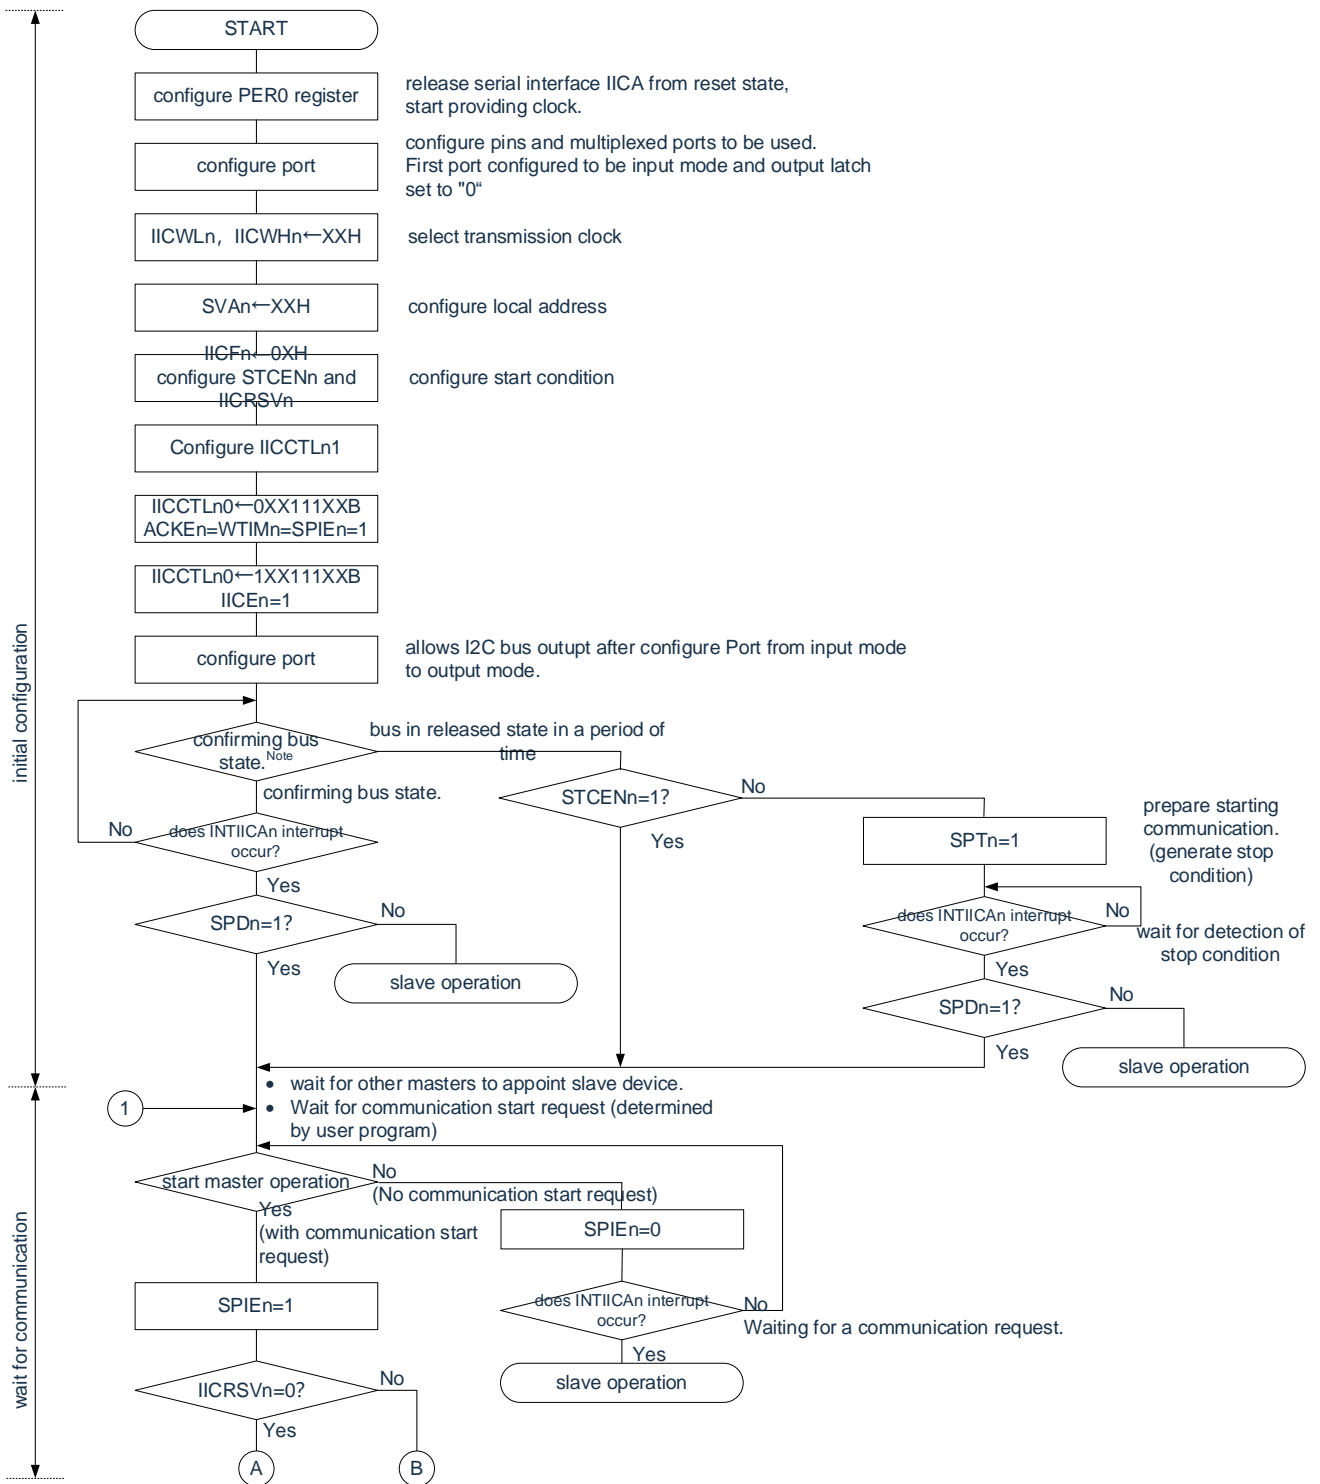 START
configure PER0 register
release serial interface IICA from reset state,
start providing clock.
configure port
configure pins and multiplexed ports to be used.
First port configured to be input mode and output latch
set to "0“
IICWLn，IICWHn←XXH
select transmission clock
SVAn←XXH
configure local address
IICFn←0XH
configure STCENn and
IICRSVn
configure start condition
Configure IICCTLn1
IICCTLn0←0XX111XXB
ACKEn=WTIMn=SPIEn=1
IICCTLn0←1XX111XXB
IICEn=1
configure port
allows I2C bus outupt after configure Port from input mode
to output mode.
initial configuration
confirming bus
state.Note
bus in released state in a period of
time
confirming bus state.
STCENn=1?
No
Yes
SPTn=1
prepare starting
communication.
(generate stop
condition)
No
does INTIICAn interrupt
occur?
Yes
does INTIICAn interrupt
occur?
No
wait for detection of
stop condition
Yes
SPDn=1?
No
Yes
slave operation
SPDn=1?
No
Yes
slave operation
• wait for other masters to appoint slave device.
• Wait for communication start request (determined
by user program)
1
wait for communication
start master operation
No
(No communication start request)
Yes
(with communication start
request)
SPIEn=0
SPIEn=1
does INTIICAn interrupt
occur?
No
Waiting for a communication request.
Yes
slave operation
IICRSVn=0?
No
Yes
A
B